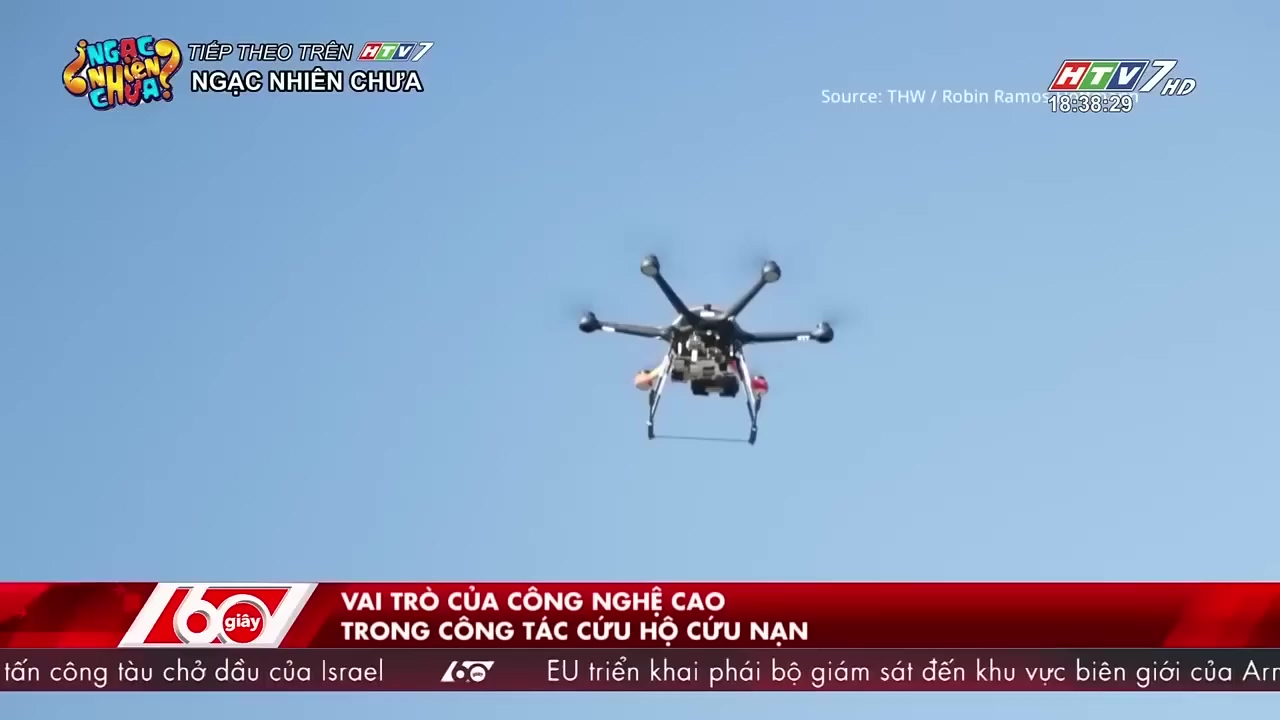 ¿NGẠC NHIÊN CHƯA?
TIẾP THEO TRÊN HTV7
NGẠC NHIÊN CHƯA
Source: THW / Robin Ramos
HTV7 HD
18:38:29
60 giây
VAI TRÒ CỦA CÔNG NGHỆ CAO
TRONG CÔNG TÁC CỨU HỘ CỨU NẠN
tấn công tàu chở dầu của Israel 60 giây EU triển khai phái bộ giám sát đến khu vực biên giới của Arm